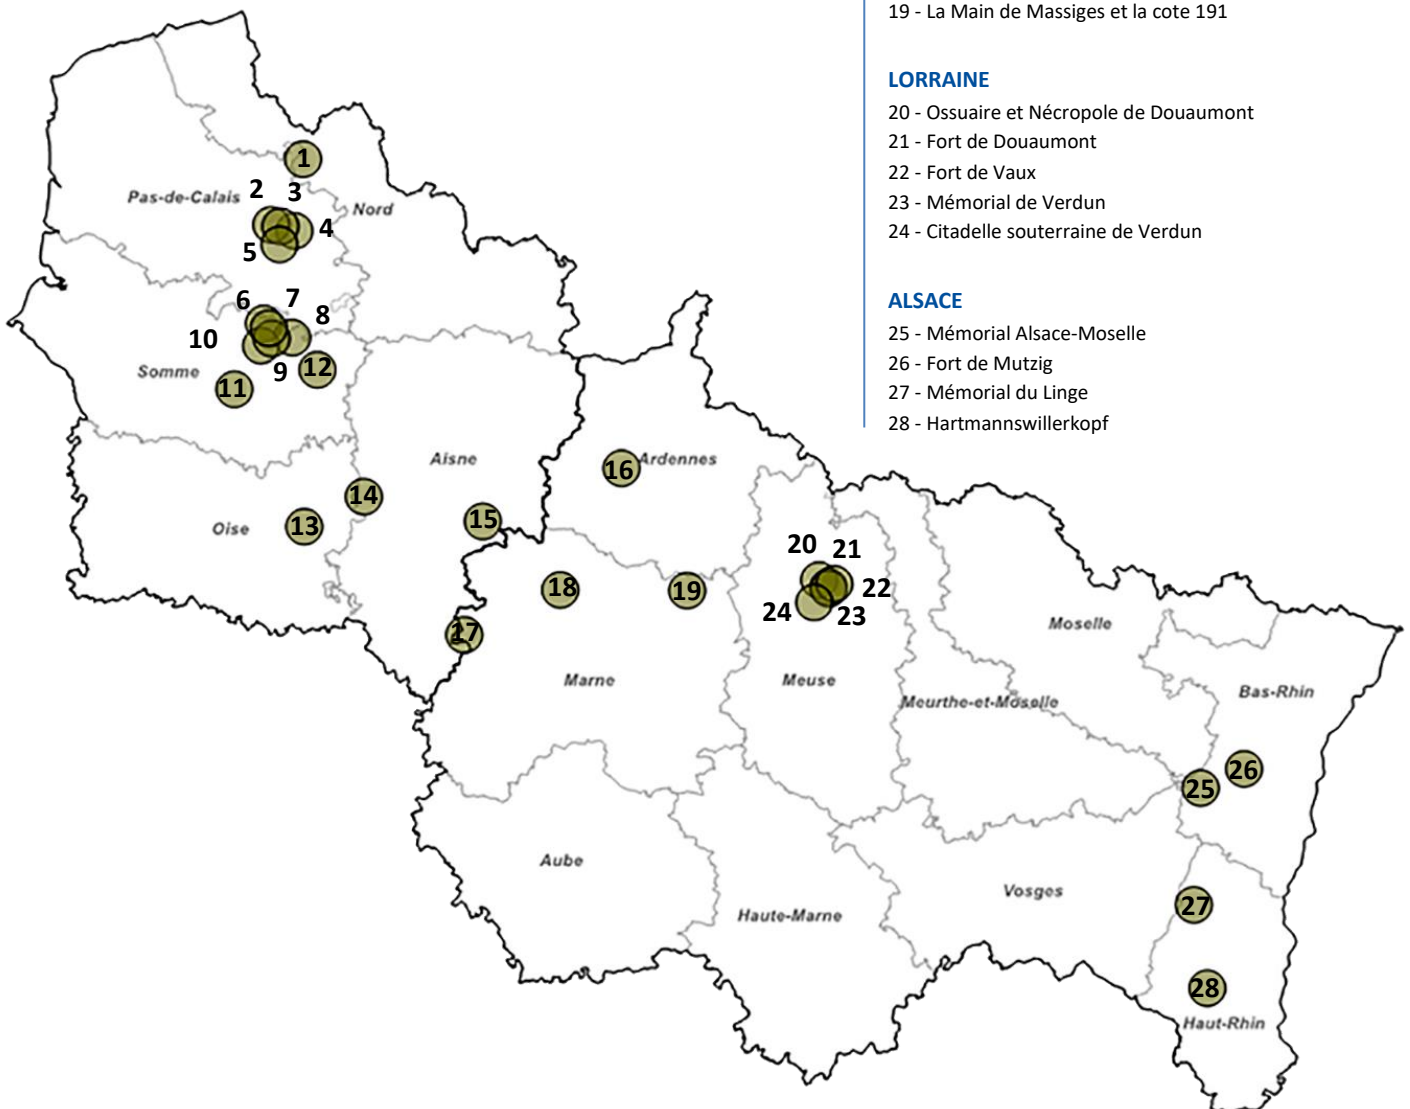 19 - La Main de Massiges et la cote 191
LORRAINE
20 - Ossuaire et Nécropole de Douaumont
21 - Fort de Douaumont
22 - Fort de Vaux
23 - Mémorial de Verdun
24 - Citadelle souterraine de Verdun
ALSACE
25 - Mémorial Alsace-Moselle
26 - Fort de Mutzig
27 - Mémorial du Linge
28 - Hartmannswillerkopf
1
Pas-de-Calais
2
3
Nord
4
5
6
7
8
10
9
12
Somme
11
Aisne
16
Ardennes
14
15
Oise
13
20
21
18
19
22
24
23
17
Moselle
Marne
Meuse
Bas-Rhin
Meurthe-et-Moselle
26
25
Aube
Vosges
27
Haute-Marne
28
Haut-Rhin